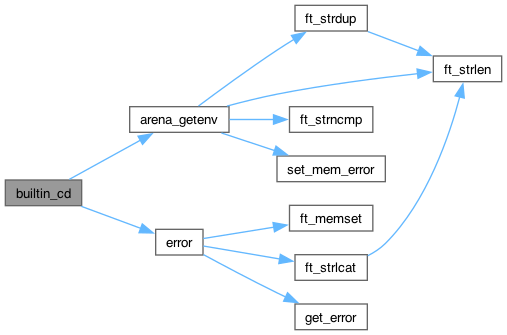 builtin_cd
arena_getenv
error
ft_strdup
ft_strlen
ft_strncmp
set_mem_error
ft_memset
ft_strlcat
get_error